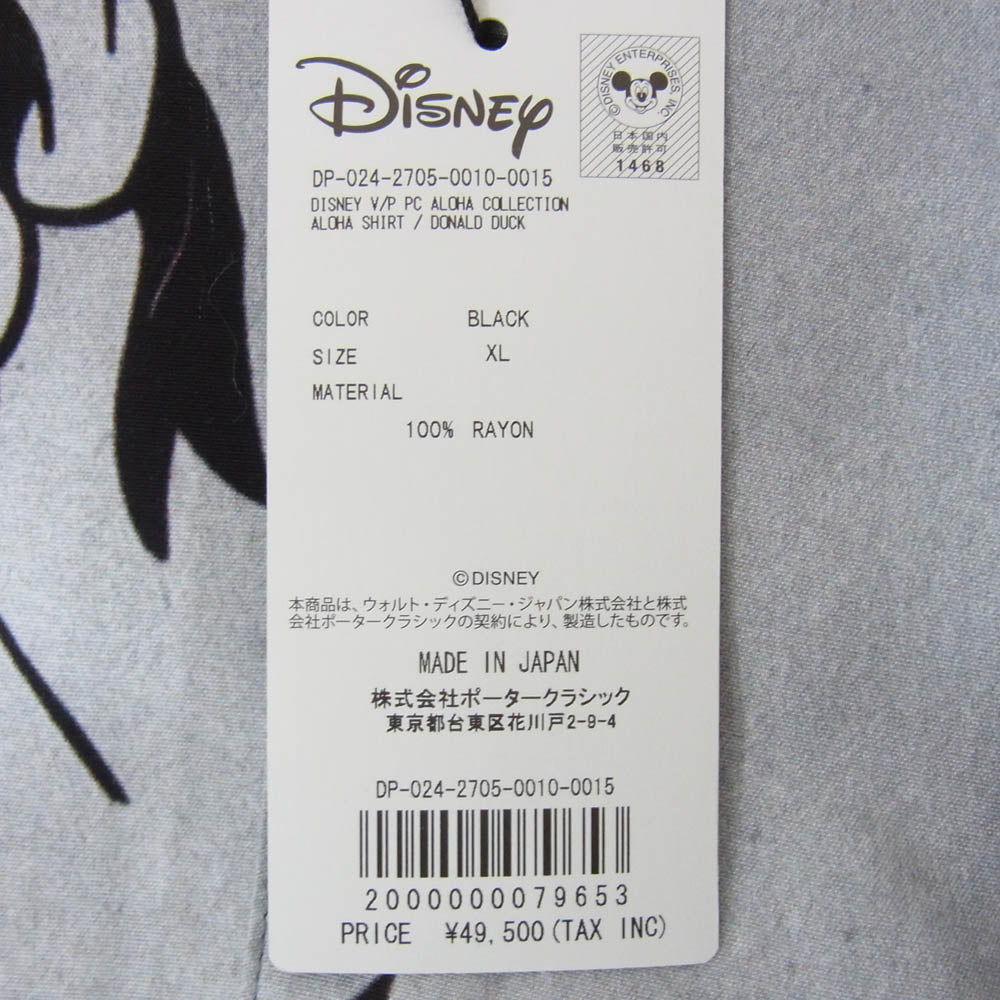 Disney
©DISNEY ENTERPRISES, INC.
日本国内
販売許可
1468
DP-024-2705-0010-0015
DISNEY V/P PC ALOHA COLLECTION
ALOHA SHIRT / DONALD DUCK
COLOR BLACK
SIZE XL
MATERIAL
100% RAYON
©DISNEY
本商品は、ウォルト・ディズニー・ジャパン株式会社と株式
会社ポータークラシックの契約により、製造したものです。
MADE IN JAPAN
株式会社ポータークラシック
東京都台東区花川戸2-9-4
DP-024-2705-0010-0015
2000000079653
PRICE ¥49,500(TAX INC)